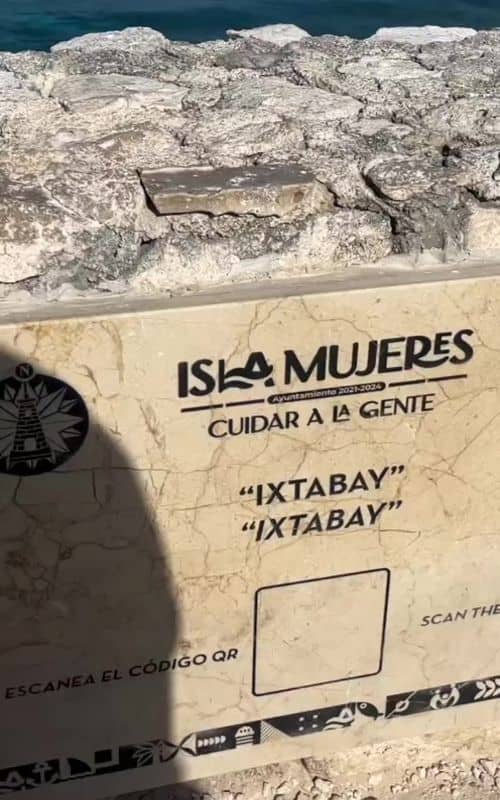 N
ISLA MUJERES
Ayuntamiento 2021-2024
CUIDAR A LA GENTE
“IXTABAY”
“IXTABAY”
ESCANEA EL CÓDIGO QR
SCAN THE